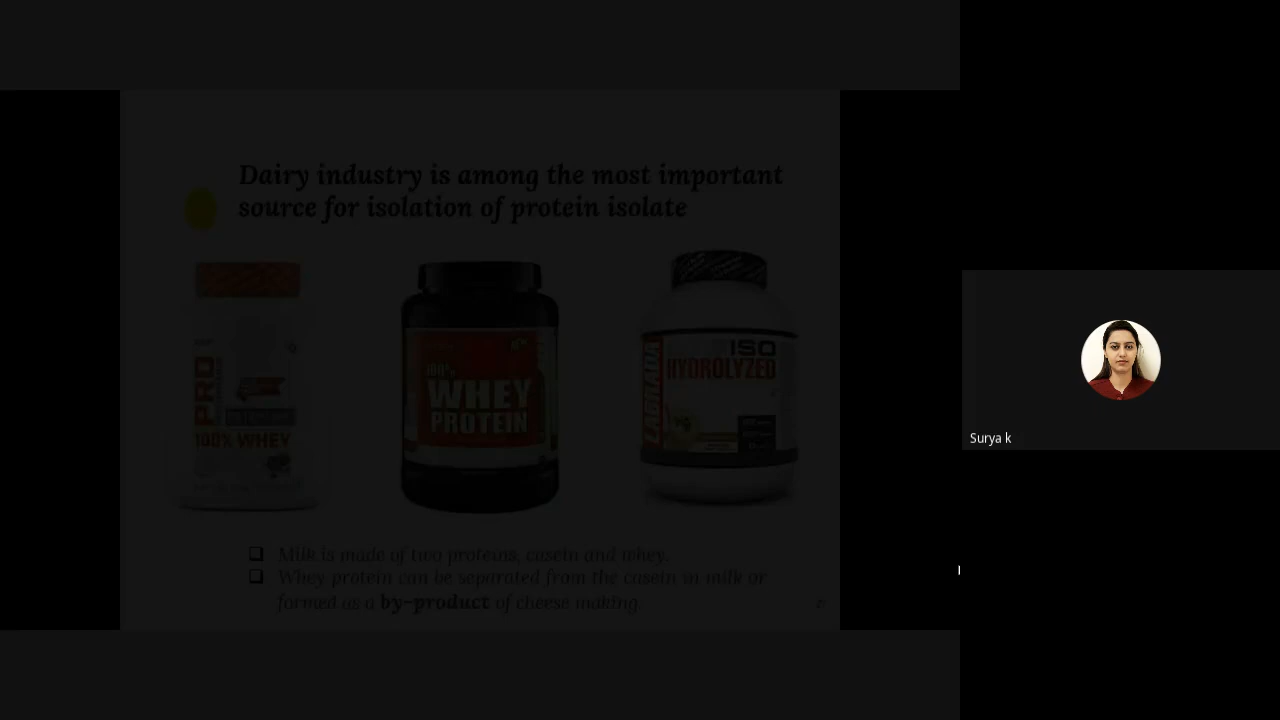 Dairy industry is among the most important
source for isolation of protein isolate
PRO
100% WHEY
100%
WHEY
PROTEIN
LAGRADA
ISO
HYDROLYZED
Milk is made of two proteins, casein and whey.
Whey protein can be separated from the casein in milk or
formed as a by-product of cheese making.
Surya k